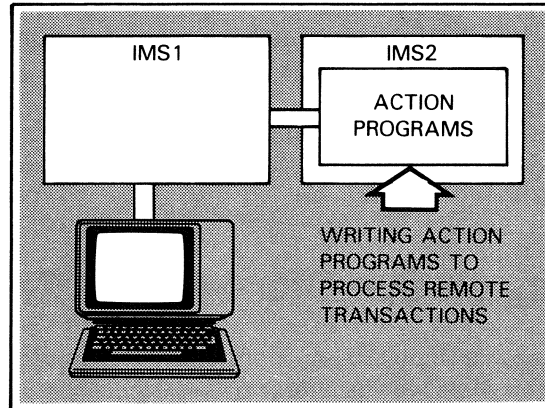 IMS1
IMS2
ACTION
PROGRAMS
WRITING ACTION
PROGRAMS TO
PROCESS REMOTE
TRANSACTIONS